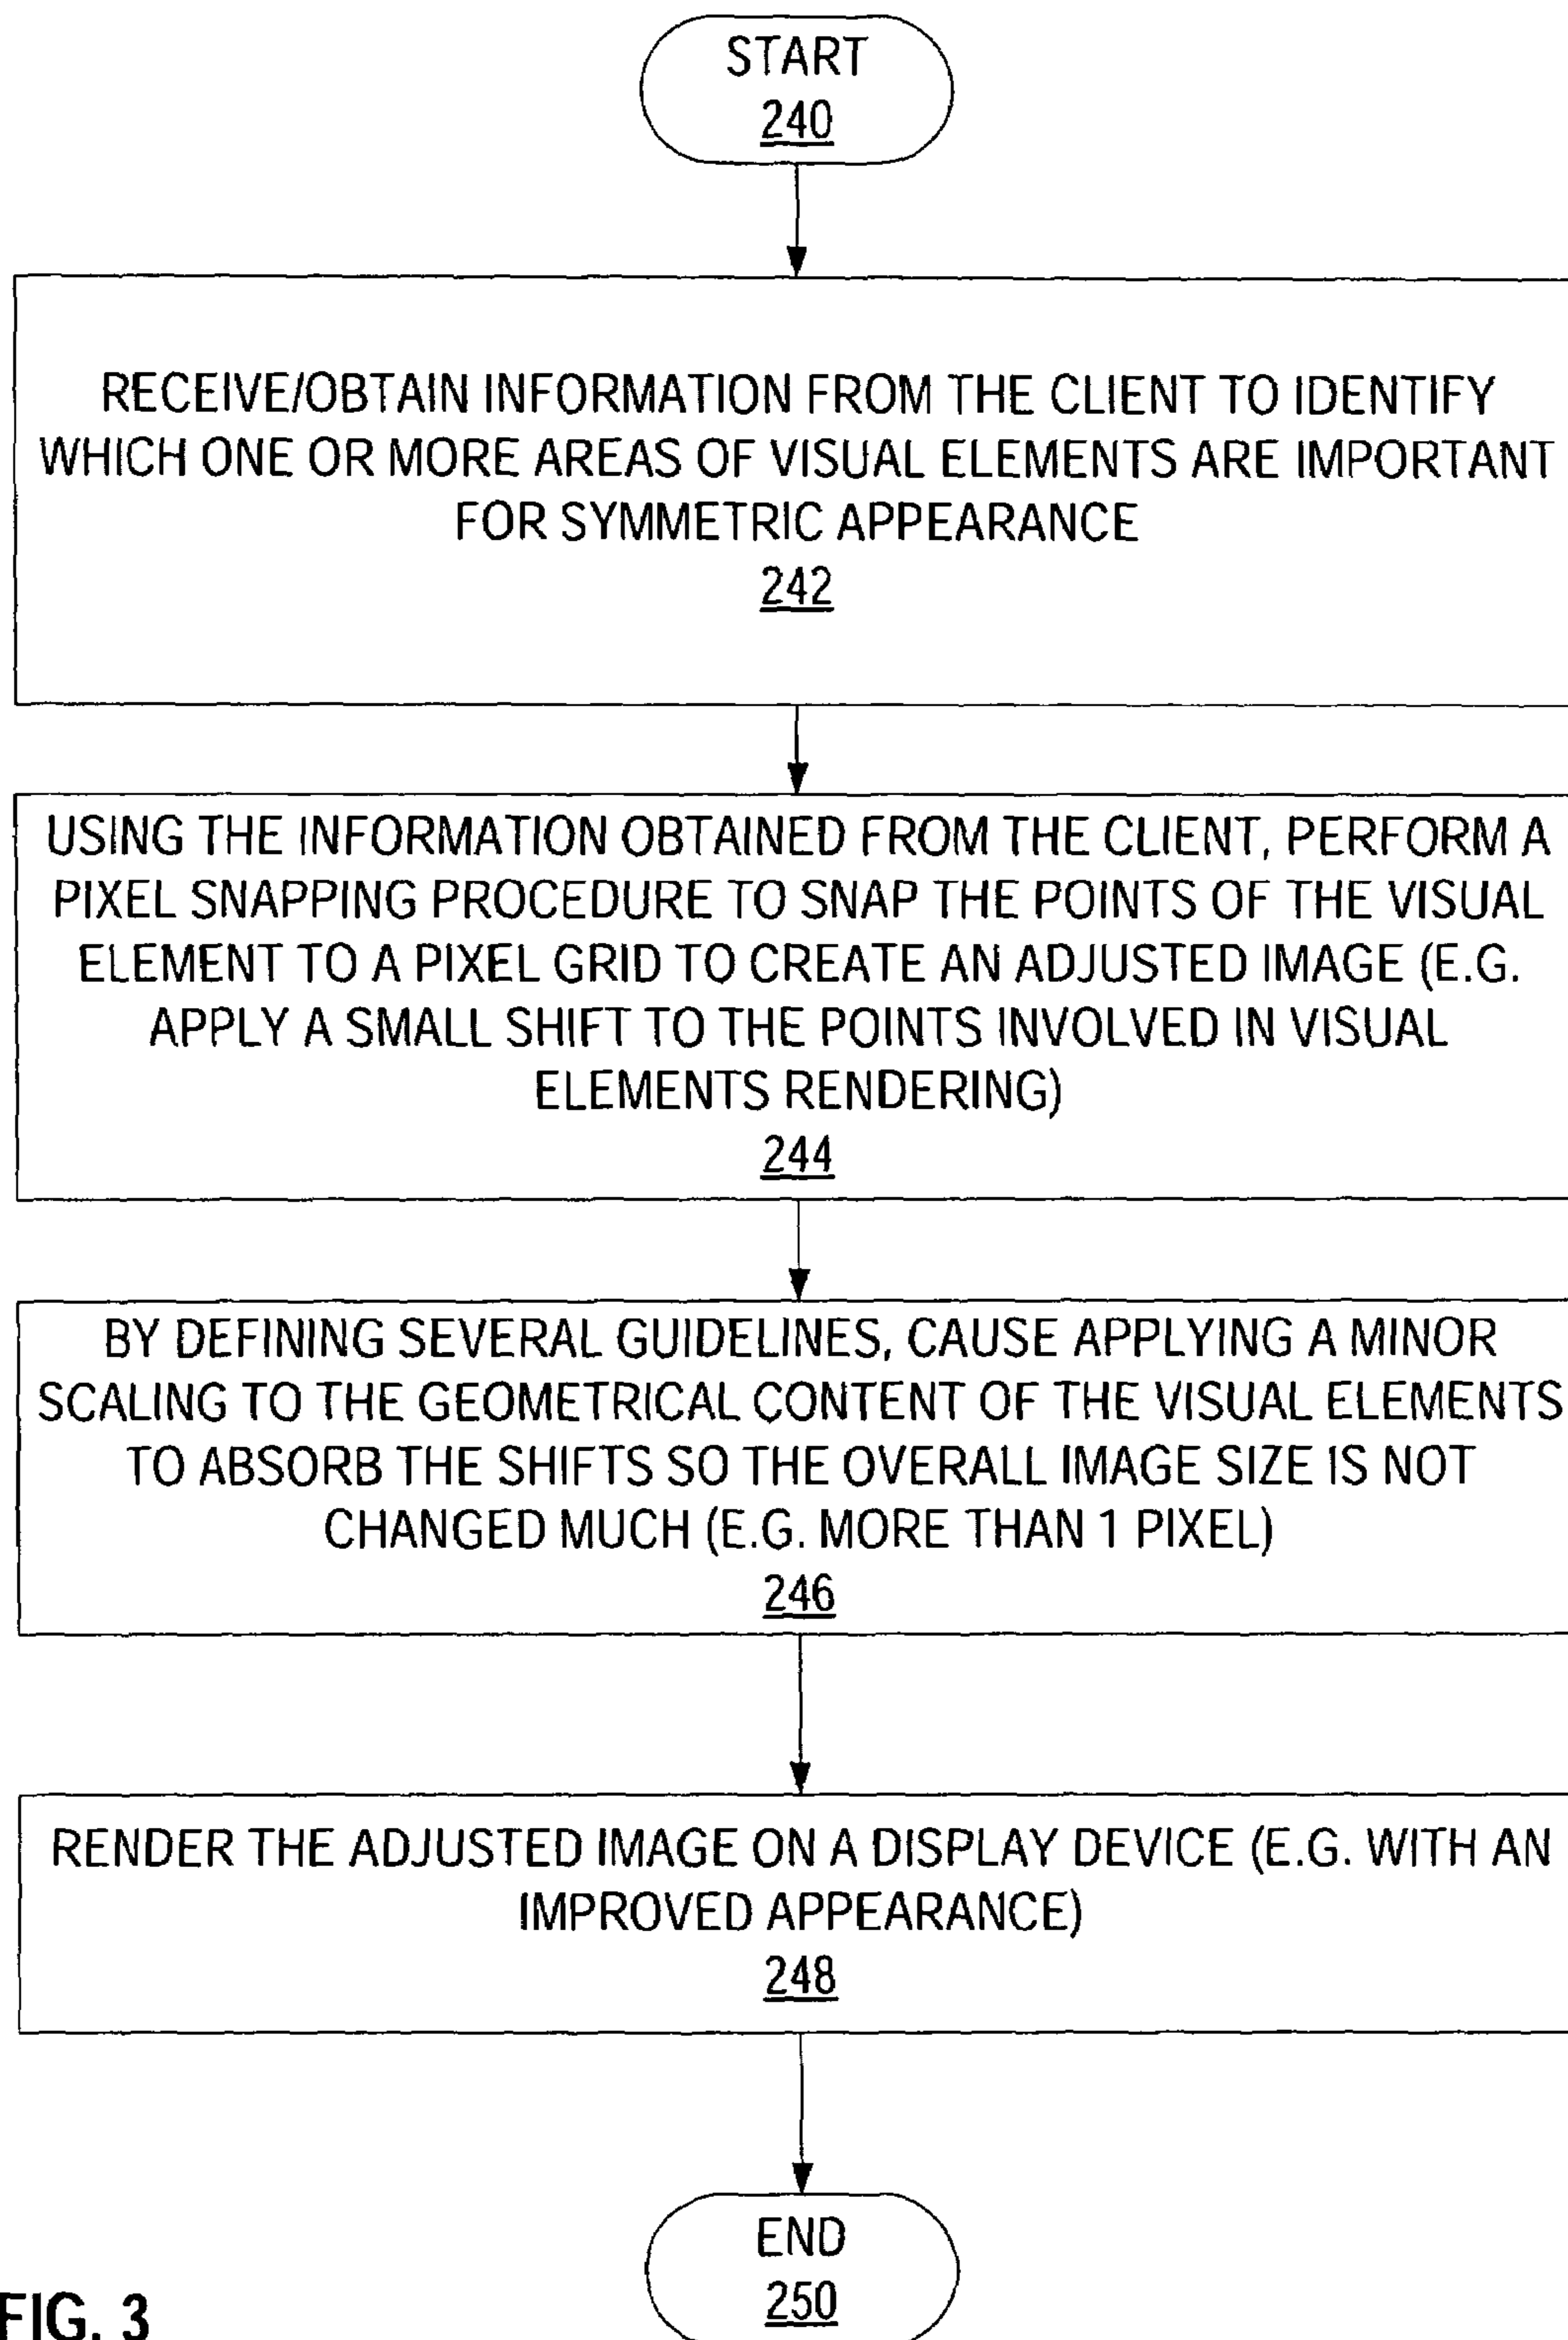 START
240
RECEIVE/OBTAIN INFORMATION FROM THE CLIENT TO IDENTIFY
WHICH ONE OR MORE AREAS OF VISUAL ELEMENTS ARE IMPORTANT
FOR SYMMETRIC APPEARANCE
242
USING THE INFORMATION OBTAINED FROM THE CLIENT, PERFORM A
PIXEL SNAPPING PROCEDURE TO SNAP THE POINTS OF THE VISUAL
ELEMENT TO A PIXEL GRID TO CREATE AN ADJUSTED IMAGE (E.G.
APPLY A SMALL SHIFT TO THE POINTS INVOLVED IN VISUAL
ELEMENTS RENDERING)
244
BY DEFINING SEVERAL GUIDELINES, CAUSE APPLYING A MINOR
SCALING TO THE GEOMETRICAL CONTENT OF THE VISUAL ELEMENTS
TO ABSORB THE SHIFTS SO THE OVERALL IMAGE SIZE IS NOT
CHANGED MUCH (E.G. MORE THAN 1 PIXEL)
246
RENDER THE ADJUSTED IMAGE ON A DISPLAY DEVICE (E.G. WITH AN
IMPROVED APPEARANCE)
248
END
250
FIG. 3